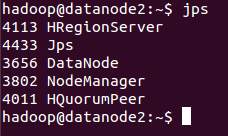 hadoop@datanode2:~$ jps
4113 HRegionServer
4433 Jps
3656 DataNode
3802 NodeManager
4011 HQuorumPeer
hadoop@datanode2:~$